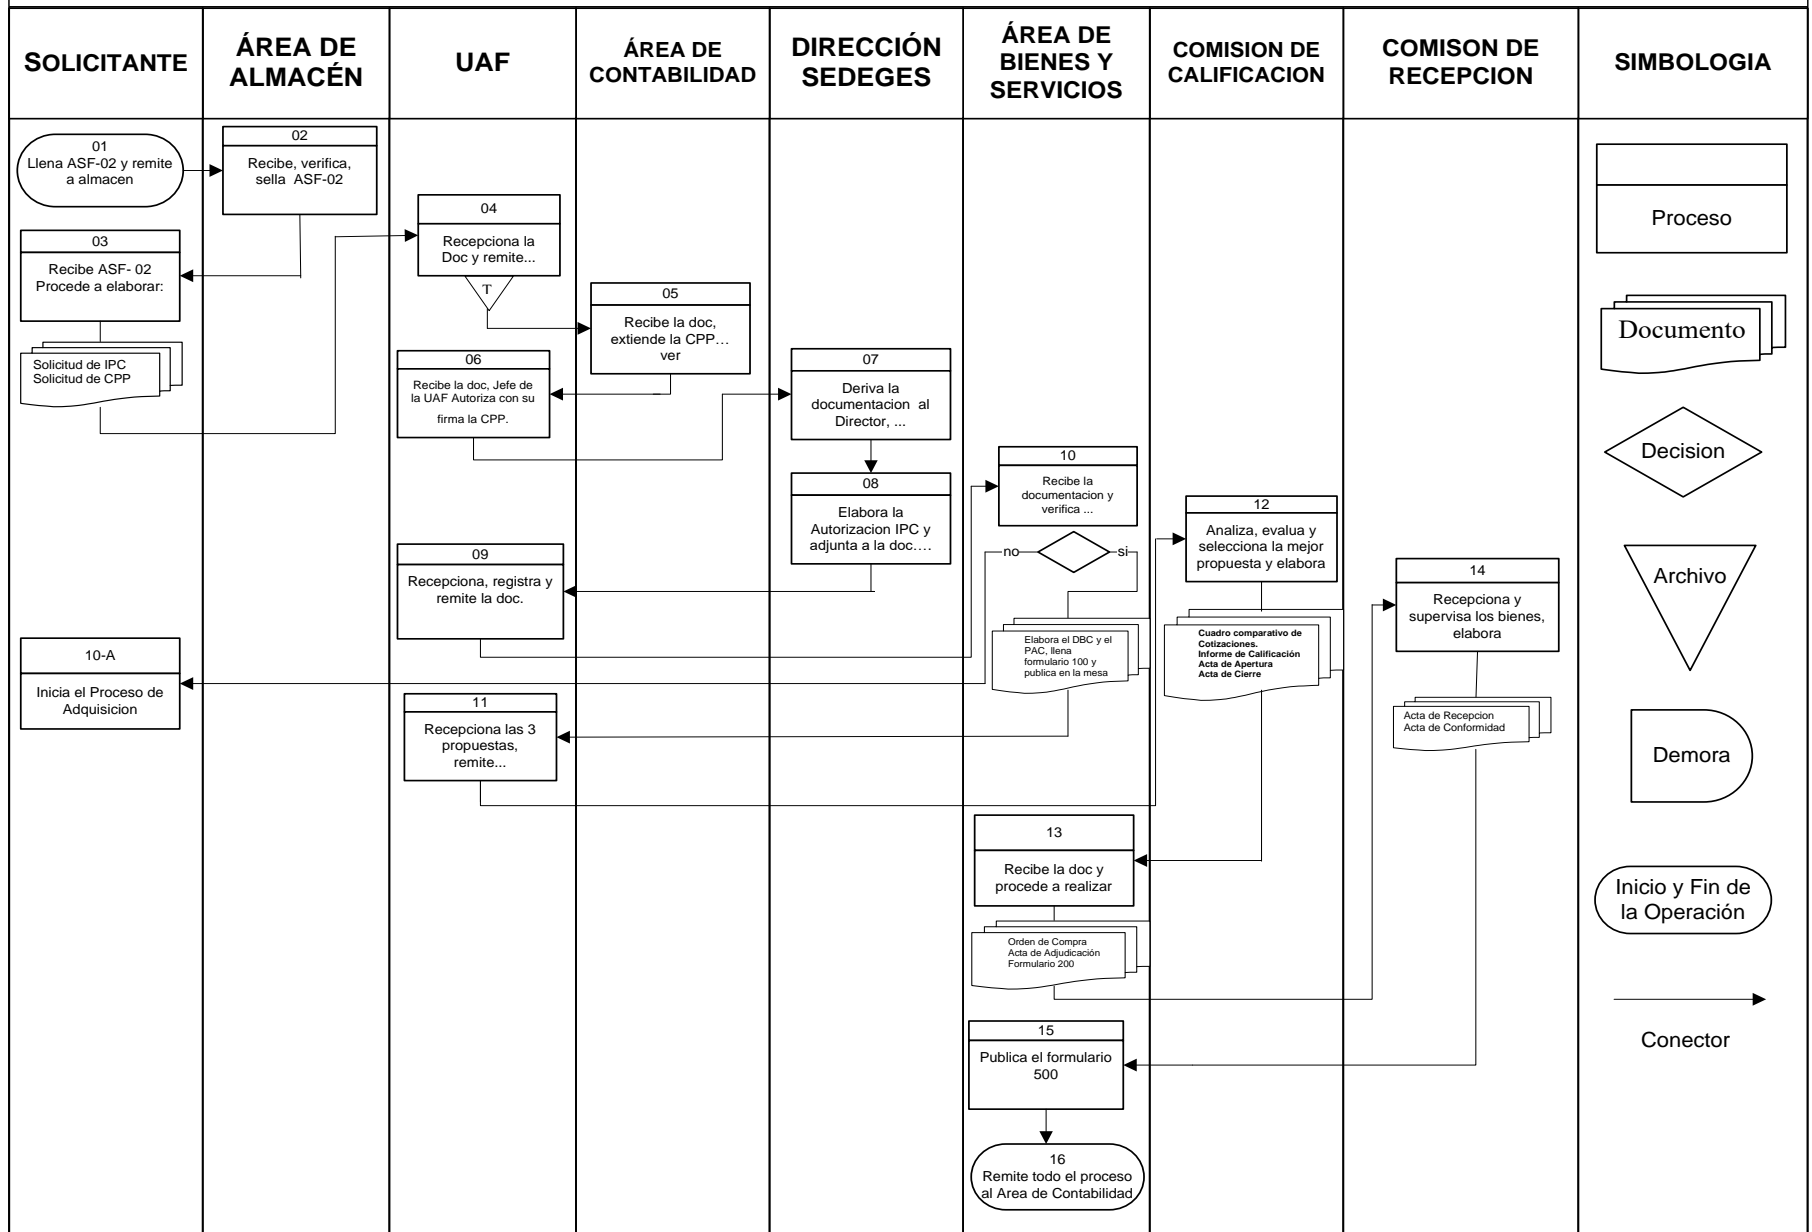 SOLICITANTE
ÁREA DE
ALMACÉN
UAF
ÁREA DE
CONTABILIDAD
DIRECCIÓN
SEDEGES
ÁREA DE
BIENES Y
SERVICIOS
COMISION DE
CALIFICACION
COMISON DE
RECEPCION
SIMBOLOGIA
01
Llena ASF-02 y remite
a almacen
02
Recibe, verifica,
sella ASF-02
03
Recibe ASF- 02
Procede a elaborar:
Solicitud de IPC
Solicitud de CPP
04
Recepciona la
Doc y remite...
T
05
Recibe la doc,
extiende la CPP…
ver
06
Recibe la doc, Jefe de
la UAF Autoriza con su
firma la CPP.
07
Deriva la
documentacion al
Director, ...
08
Elabora la
Autorizacion IPC y
adjunta a la doc….
09
Recepciona, registra y
remite la doc.
10
Recibe la
documentacion y
verifica ...
no
si
Elabora el DBC y el
PAC, llena
formulario 100 y
publica en la mesa
10-A
Inicia el Proceso de
Adquisicion
11
Recepciona las 3
propuestas,
remite...
12
Analiza, evalua y
selecciona la mejor
propuesta y elabora
Cuadro comparativo de
Cotizaciones.
Informe de Calificación
Acta de Apertura
Acta de Cierre
13
Recibe la doc y
procede a realizar
Orden de Compra
Acta de Adjudicación
Formulario 200
14
Recepciona y
supervisa los bienes,
elabora
Acta de Recepcion
Acta de Conformidad
15
Publica el formulario
500
16
Remite todo el proceso
al Area de Contabilidad
Proceso
Documento
Decision
Archivo
Demora
Inicio y Fin de
la Operación
Conector